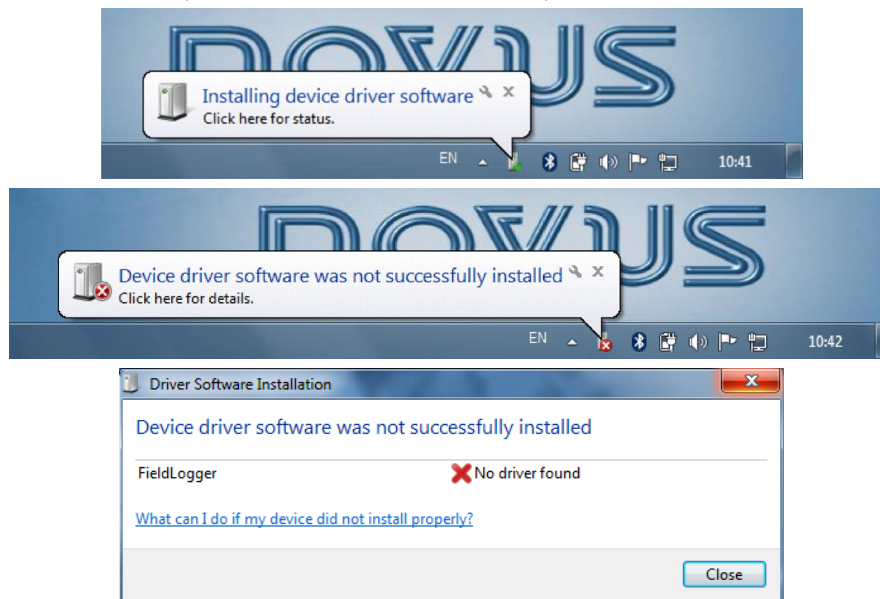 NOVUS
Installing device driver software
Click here for status.
EN
10:41
NOVUS
Device driver software was not successfully installed
Click here for details.
EN
10:42
Driver Software Installation
Device driver software was not successfully installed
FieldLogger No driver found
What can I do if my device did not install properly?
Close